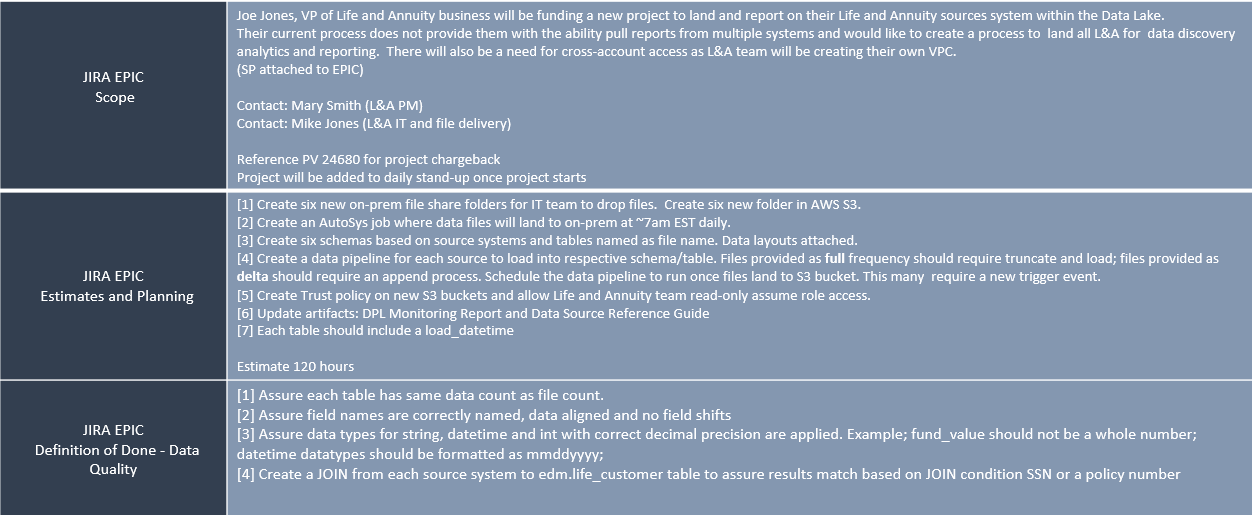 JIRA EPIC
Scope
Joe Jones, VP of Life and Annuity business will be funding a new project to land and report on their Life and Annuity sources system within the Data Lake.
Their current process does not provide them with the ability pull reports from multiple systems and would like to create a process to  land all L&A for  data discovery
analytics and reporting.  There will also be a need for cross-account access as L&A team will be creating their own VPC.
(SP attached to EPIC)
Contact: Mary Smith (L&A PM)
Contact: Mike Jones (L&A IT and file delivery)
Reference PV 24680 for project chargeback
Project will be added to daily stand-up once project starts
JIRA EPIC
Estimates and Planning
[1] Create six new on-prem file share folders for IT team to drop files.  Create six new folder in AWS S3.
[2] Create an AutoSys job where data files will land to on-prem at ~7am EST daily.
[3] Create six schemas based on source systems and tables named as file name. Data layouts attached.
[4] Create a data pipeline for each source to load into respective schema/table. Files provided as full frequency should require truncate and load; files provided as
delta should require an append process. Schedule the data pipeline to run once files land to S3 bucket. This many  require a new trigger event.
[5] Create Trust policy on new S3 buckets and allow Life and Annuity team read-only assume role access.
[6] Update artifacts: DPL Monitoring Report and Data Source Reference Guide
[7] Each table should include a load_datetime
Estimate 120 hours
JIRA EPIC
Definition of Done - Data
Quality
[1] Assure each table has same data count as file count.
[2] Assure field names are correctly named, data aligned and no field shifts
[3] Assure data types for string, datetime and int with correct decimal precision are applied. Example; fund_value should not be a whole number;
datetime datatypes should be formatted as mmddyyyy;
[4] Create a JOIN from each source system to edm.life_customer table to assure results match based on JOIN condition SSN or a policy number